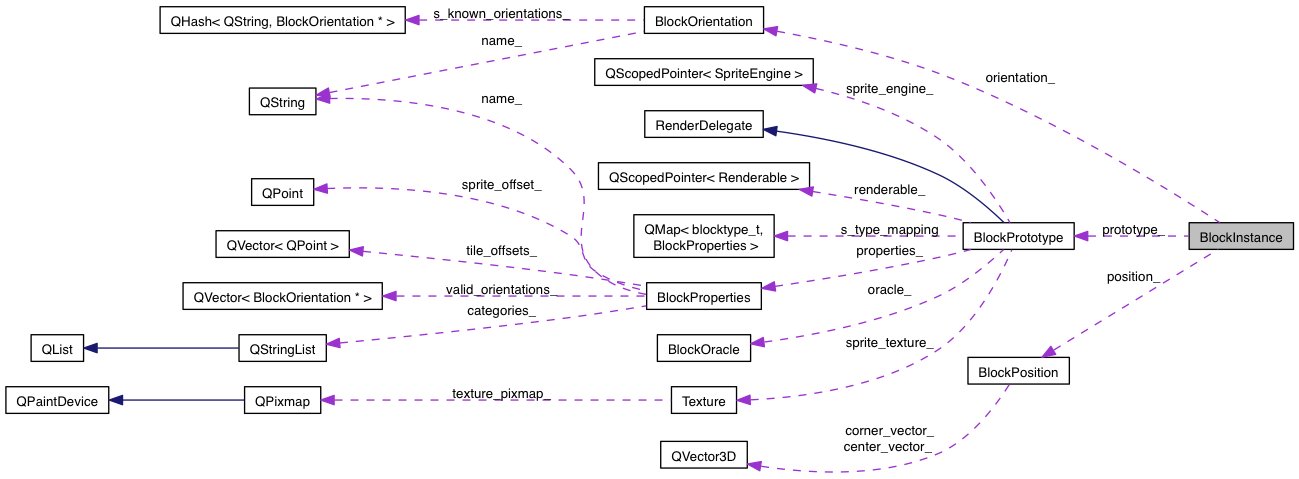 QHash< QString, BlockOrientation * >
s_known_orientations_
BlockOrientation
name_
QScopedPointer< SpriteEngine >
orientation_
sprite_engine_
QString
name_
RenderDelegate
QScopedPointer< Renderable >
renderable_
QPoint
sprite_offset_
QMap< blocktype_t,
BlockProperties >
s_type_mapping
BlockPrototype
prototype_
BlockInstance
QVector< QPoint >
tile_offsets_
properties_
position_
QVector< BlockOrientation * >
valid_orientations_
BlockProperties
oracle_
categories_
QList
QStringList
BlockOracle
sprite_texture_
BlockPosition
QPaintDevice
QPixmap
texture_pixmap_
Texture
corner_vector_
center_vector_
QVector3D